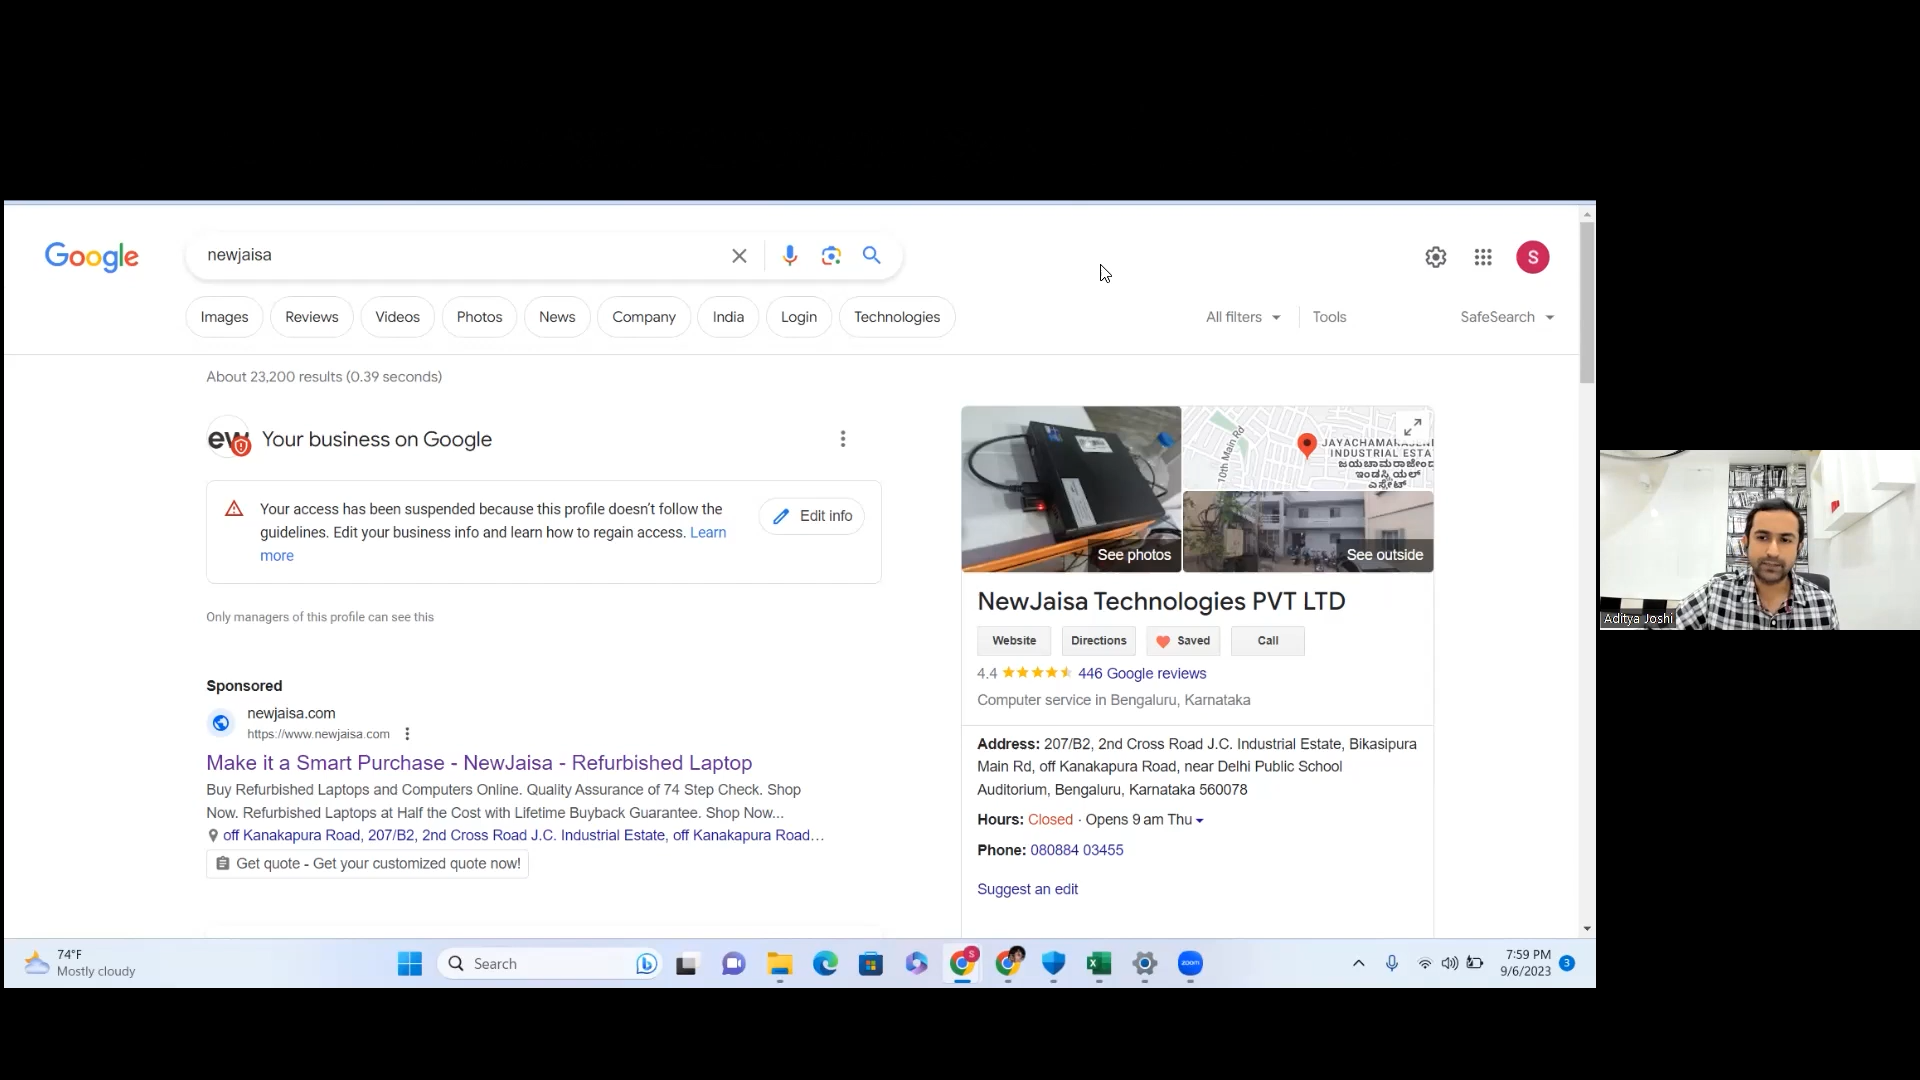 Google
newjaisa
Images
Reviews
Videos
Photos
News
Company
India
Login
Technologies
All filters
Tools
SafeSearch
About 23,200 results (0.39 seconds)
ew
Your business on Google
Your access has been suspended because this profile doesn't follow the
guidelines. Edit your business info and learn how to regain access. Learn
more
Edit info
Only managers of this profile can see this
Sponsored
newjaisa.com
https://www.newjaisa.com
Make it a Smart Purchase - NewJaisa - Refurbished Laptop
Buy Refurbished Laptops and Computers Online. Quality Assurance of 74 Step Check. Shop
Now. Refurbished Laptops at Half the Cost with Lifetime Buyback Guarantee. Shop Now...
off Kanakapura Road, 207/B2, 2nd Cross Road J.C. Industrial Estate, off Kanakapura Road…
Get quote - Get your customized quote now!
S
10th Main Rd
INDUSTRIAL ESTA
See photos
See outside
NewJaisa Technologies PVT LTD
Website
Directions
Saved
Call
4.4
446 Google reviews
Computer service in Bengaluru, Karnataka
Address: 207/B2, 2nd Cross Road J.C. Industrial Estate, Bikasipura
Main Rd, off Kanakapura Road, near Delhi Public School
Auditorium, Bengaluru, Karnataka 560078
Hours: Closed · Opens 9 am Thu
Phone: 080884 03455
Suggest an edit
Aditya Joshi
74°F
Mostly cloudy
Search
zoom
7:59 PM
9/6/2023
3